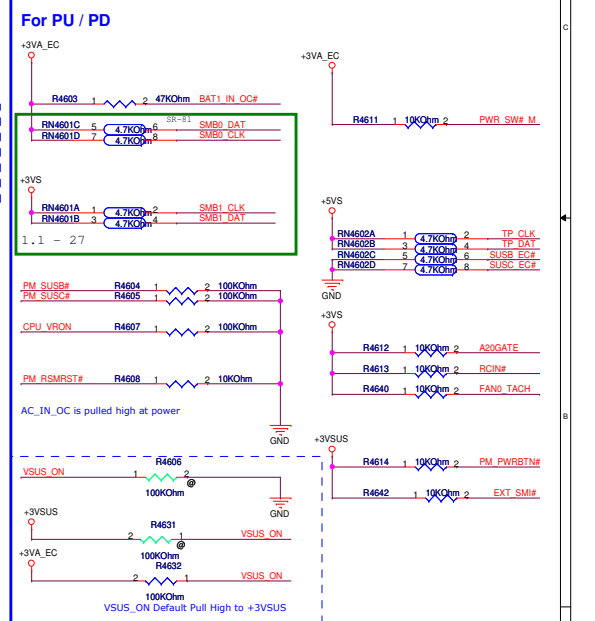 For PU / PD
+3VA_EC
R4603 1 2 47KOhm BAT1_IN_OC#
SR-81
RN4601C 5 4.7KOhm 6 SMB0_DAT
RN4601D 7 4.7KOhm 8 SMB0_CLK
+3VS
RN4601A 1 4.7KOhm 2 SMB1_CLK
RN4601B 3 4.7KOhm 4 SMB1_DAT
1.1 - 27
PM_SUSB# R4604 1 2 100KOhm
PM_SUSC# R4605 1 2 100KOhm
CPU_VRON R4607 1 2 100KOhm
PM_RSMRST# R4608 1 2 10KOhm
AC_IN_OC is pulled high at power
GND
R4606
VSUS_ON 1 2
@
100KOhm
GND
+3VSUS
R4631
2 1 VSUS_ON
@
100KOhm
+3VA_EC
R4632
2 1 VSUS_ON
100KOhm
VSUS_ON Default Pull High to +3VSUS
+3VA_EC
R4611 1 10KOhm 2 PWR_SW#_M
+5VS
RN4602A 1 4.7KOhm 2 TP_CLK
RN4602B 3 4.7KOhm 4 TP_DAT
RN4602C 5 4.7KOhm 6 SUSB_EC#
RN4602D 7 4.7KOhm 8 SUSC_EC#
GND
+3VS
R4612 1 10KOhm 2 A20GATE
R4613 1 10KOhm 2 RCIN#
R4640 1 10KOhm 2 FAN0_TACH
+3VSUS
R4614 1 10KOhm 2 PM_PWRBTN#
R4642 1 10KOhm 2 EXT_SMI#
C
B